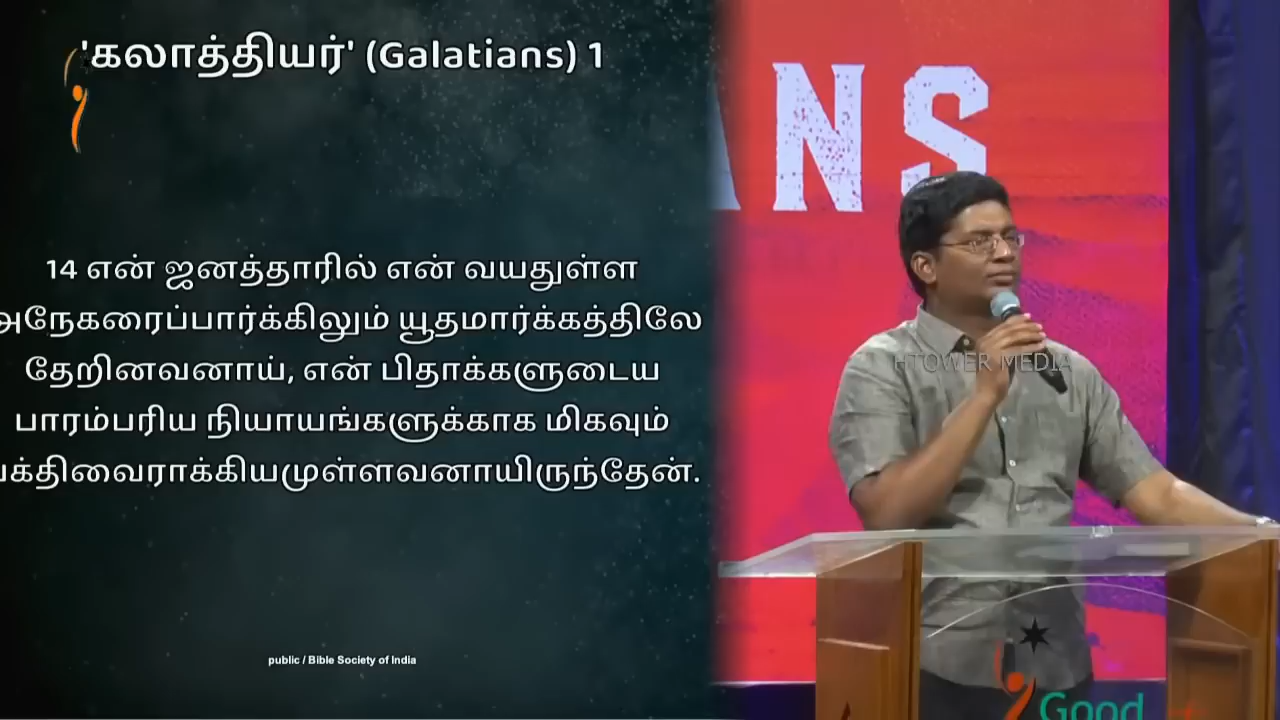 'கலாத்தியர்' (Galatians) 1
14 என் ஜனத்தாரில் என் வயதுள்ள
அநேகரைப்பார்க்கிலும் யூதமார்க்கத்திலே
தேறினவனாய், என் பிதாக்களுடைய
பாரம்பரிய நியாயங்களுக்காக மிகவும்
பக்திவைராக்கியமுள்ளவனாயிருந்தேன்.
public / Bible Society of India
ANS
HTOWER MEDIA
Good